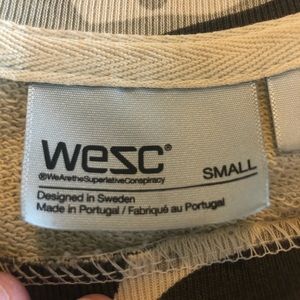 wesc®
®WeAretheSuperlativeConspiracy
SMALL
Designed in Sweden
Made in Portugal / Fabriqué au Portugal